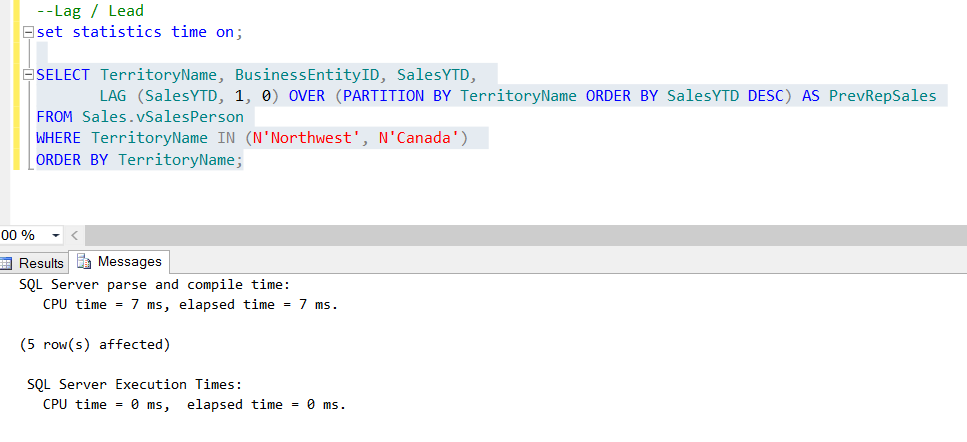 --Lag / Lead
set statistics time on;
SELECT TerritoryName, BusinessEntityID, SalesYTD,
LAG (SalesYTD, 1, 0) OVER (PARTITION BY TerritoryName ORDER BY SalesYTD DESC) AS PrevRepSales
FROM Sales.vSalesPerson
WHERE TerritoryName IN (N'Northwest', N'Canada')
ORDER BY TerritoryName;
00 %
Results Messages
SQL Server parse and compile time:
CPU time = 7 ms, elapsed time = 7 ms.
(5 row(s) affected)
SQL Server Execution Times:
CPU time = 0 ms,  elapsed time = 0 ms.